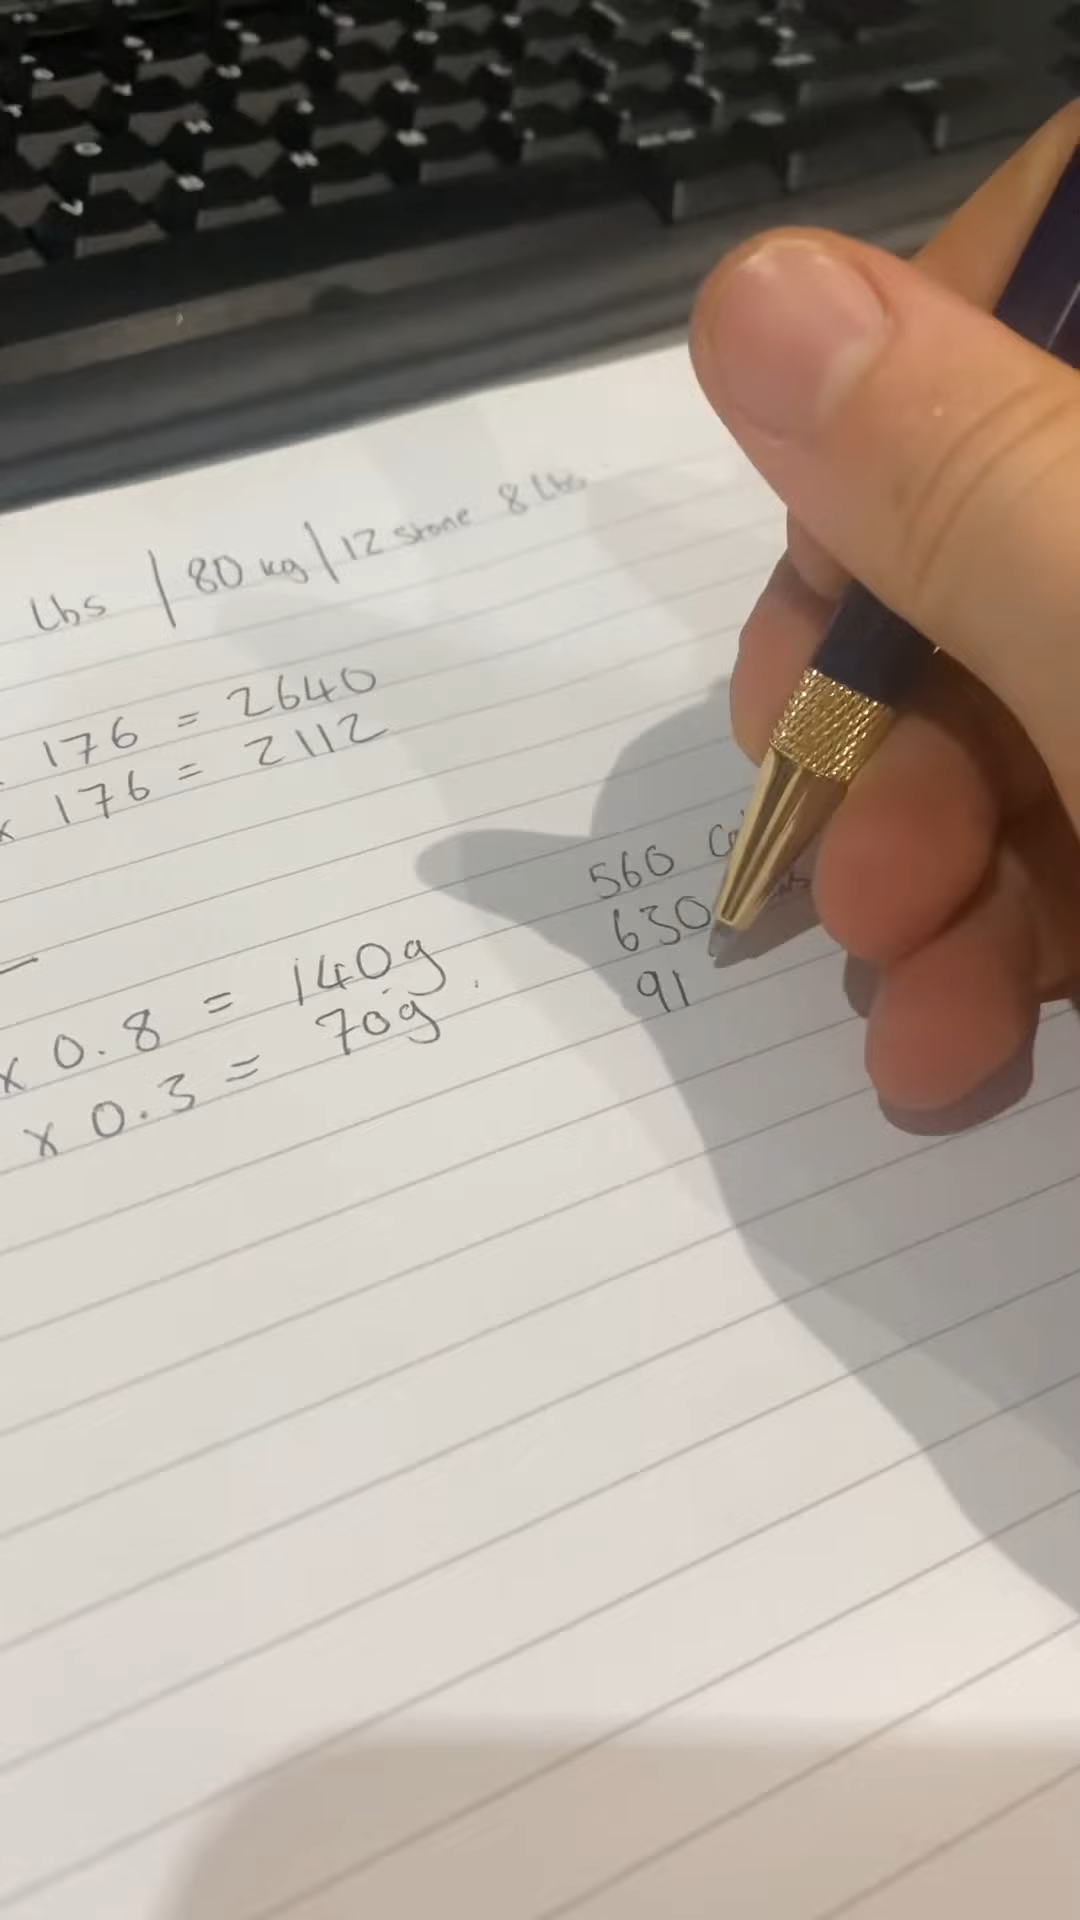 Lbs | 80 kg | 12 stone 8 Lbs
176 = 2640
x 176 = 2112
x 0.8 = 140g
x 0.3 = 70g
560
630
91